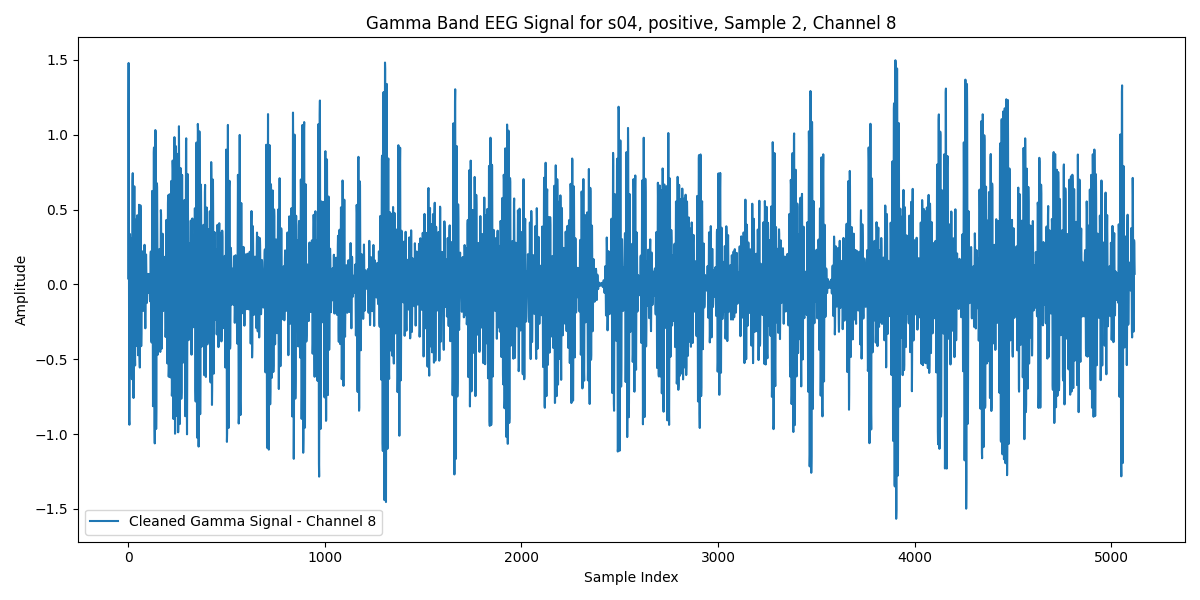 Gamma Band EEG Signal for s04, positive, Sample 2, Channel 8
1.5
1.0
0.5
0.0
−0.5
−1.0
−1.5
Amplitude
Cleaned Gamma Signal - Channel 8
0 1000 2000 3000 4000 5000
Sample Index